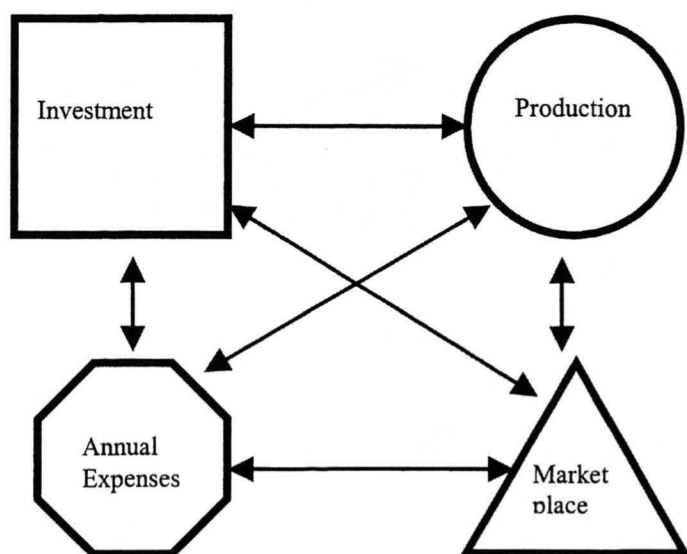 Investment
Production
Annual
Expenses
Market
place